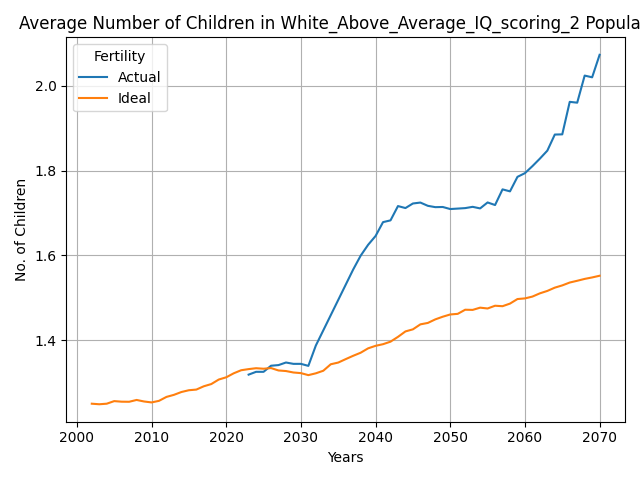 Average Number of Children in White_Above_Average_IQ_scoring_2 Popula
Fertility
Actual
Ideal
No. of Children
2.0
1.8
1.6
1.4
2000 2010 2020 2030 2040 2050 2060 2070
Years